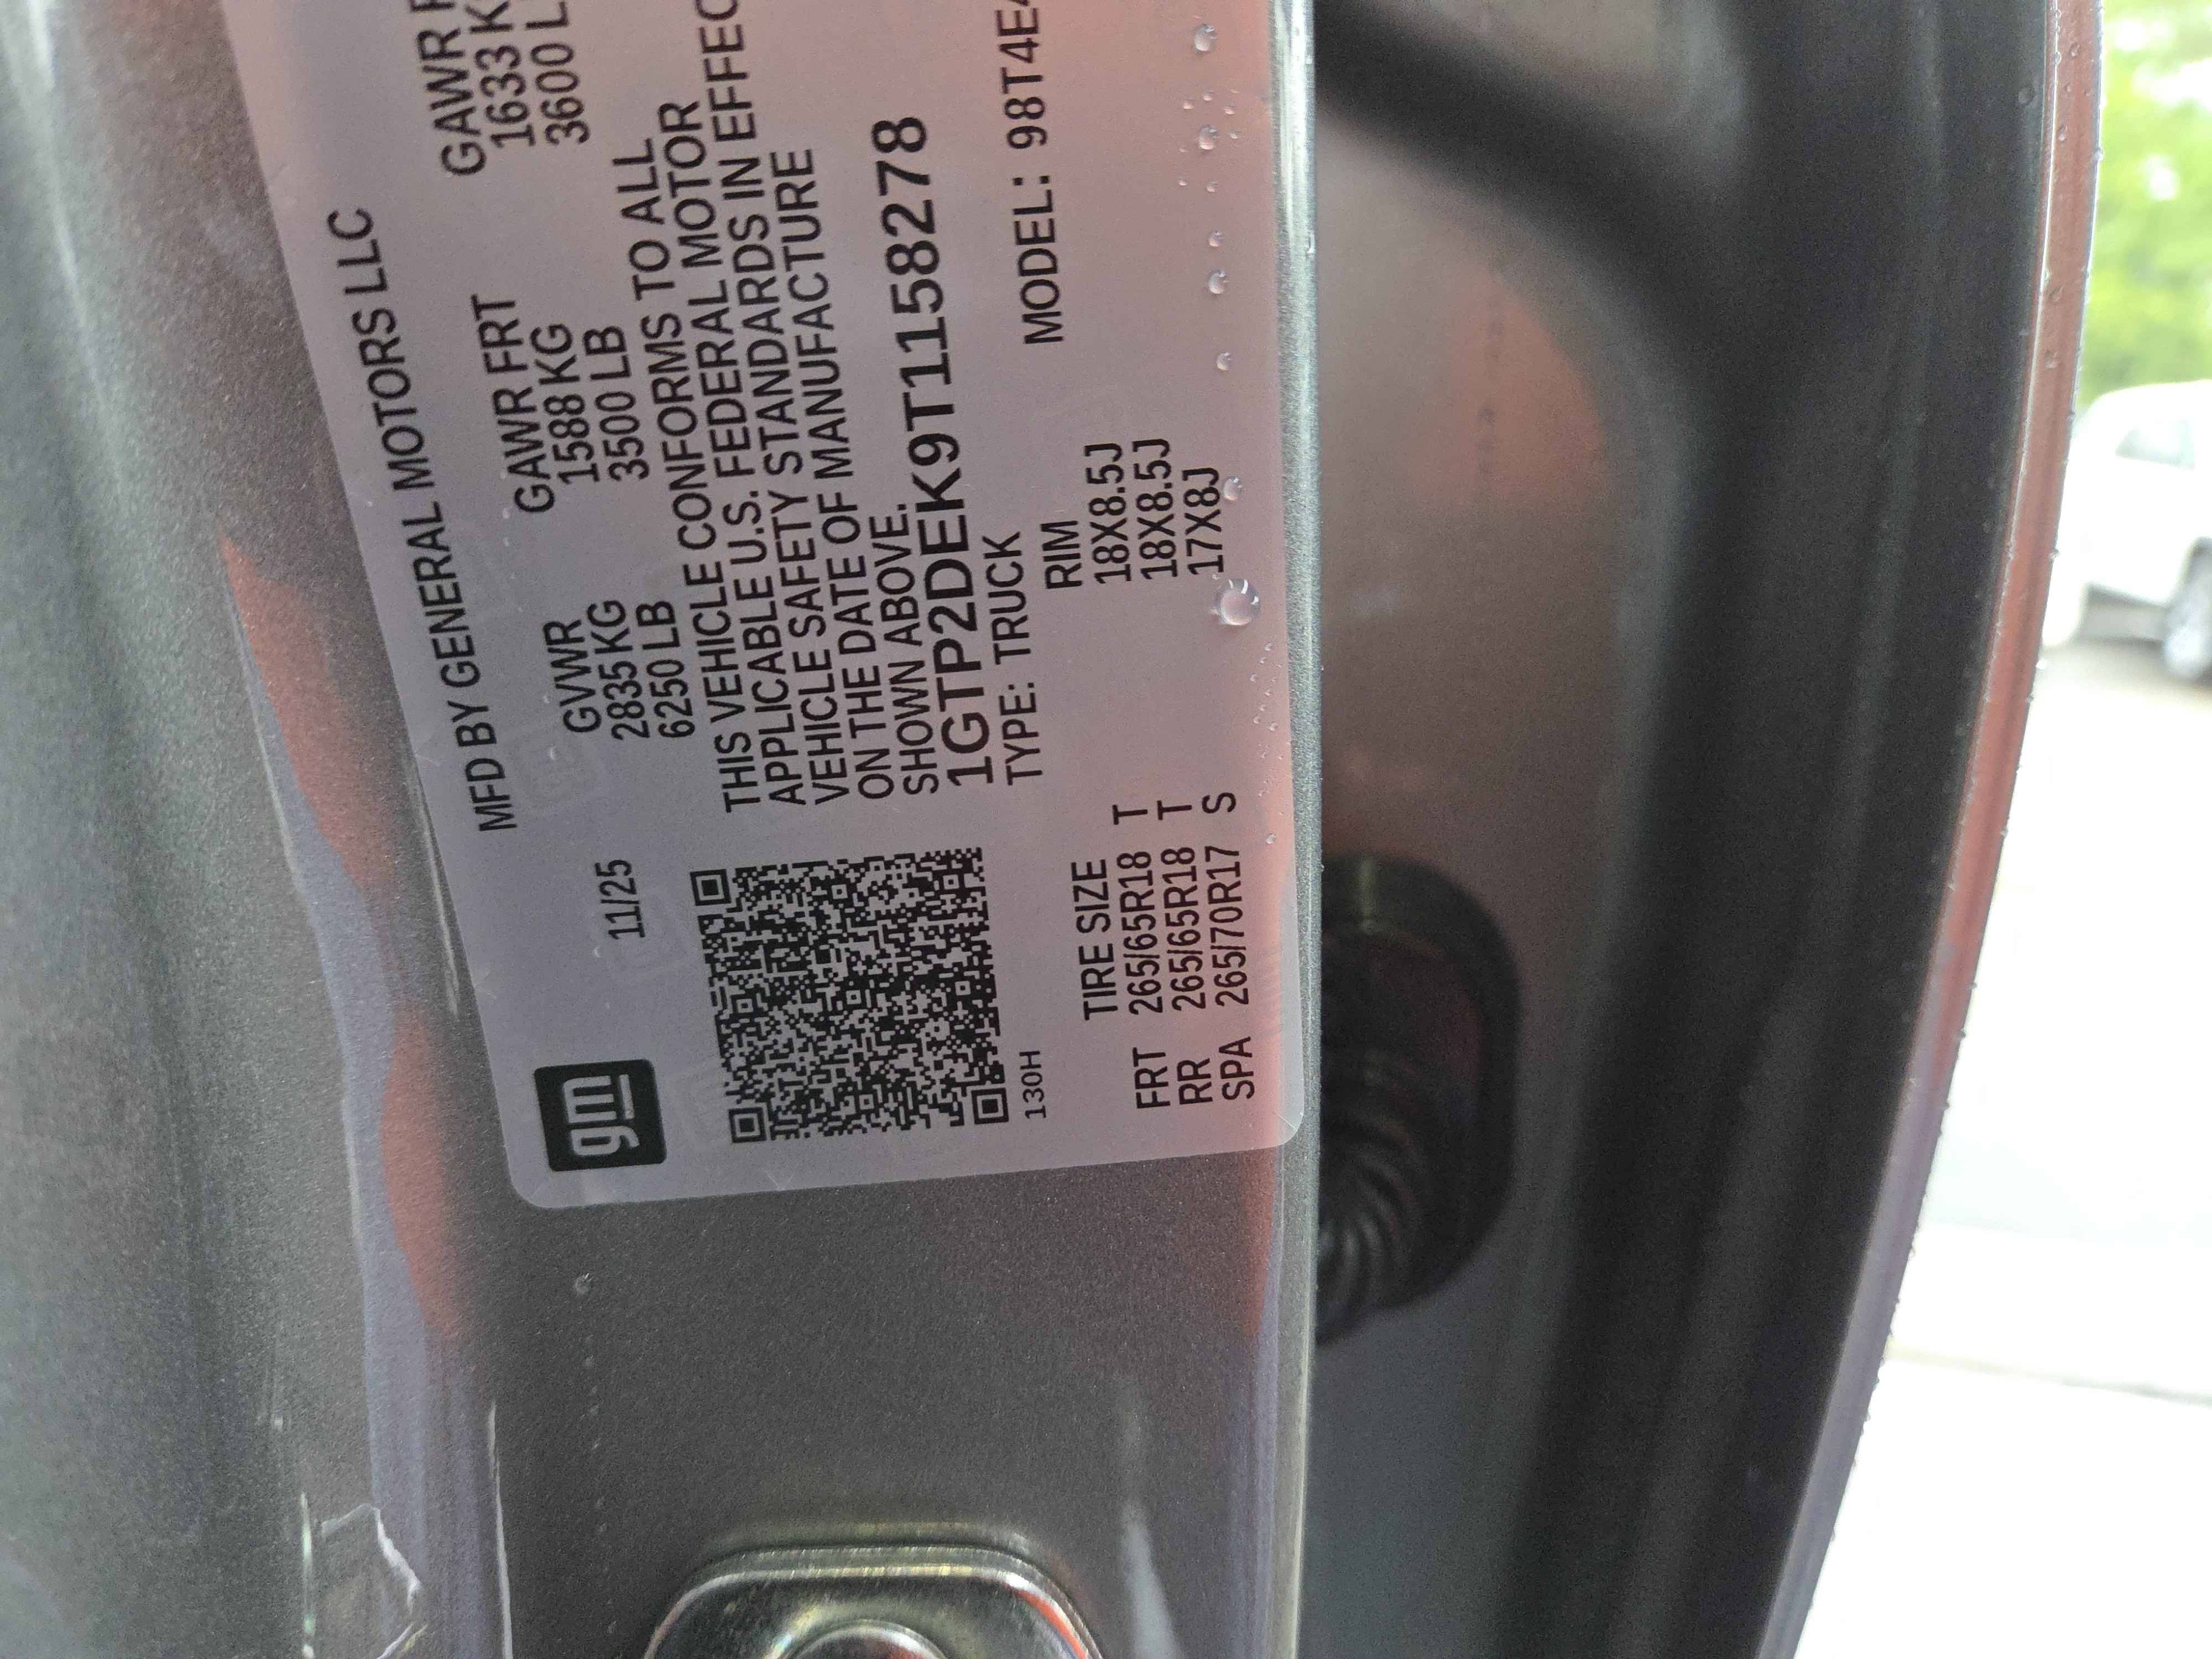 MFD BY GENERAL MOTORS LLC
gm
11/25
GVWR GAWR FRT GAWR
2835 KG 1588 KG 1633
6250 LB 3500 LB 3600
THIS VEHICLE CONFORMS TO ALL
APPLICABLE U.S. FEDERAL MOTOR
VEHICLE SAFETY STANDARDS IN
ON THE DATE OF MANUFACTURE
SHOWN ABOVE.
1GTP2DEK9T1158278
TYPE: TRUCK MODEL: 98T4E
130H
TIRE SIZE RIM
FRT 265/65R18 T 18X8.5J
RR 265/65R18 T 18X8.5J
SPA 265/70R17 S 17X8J